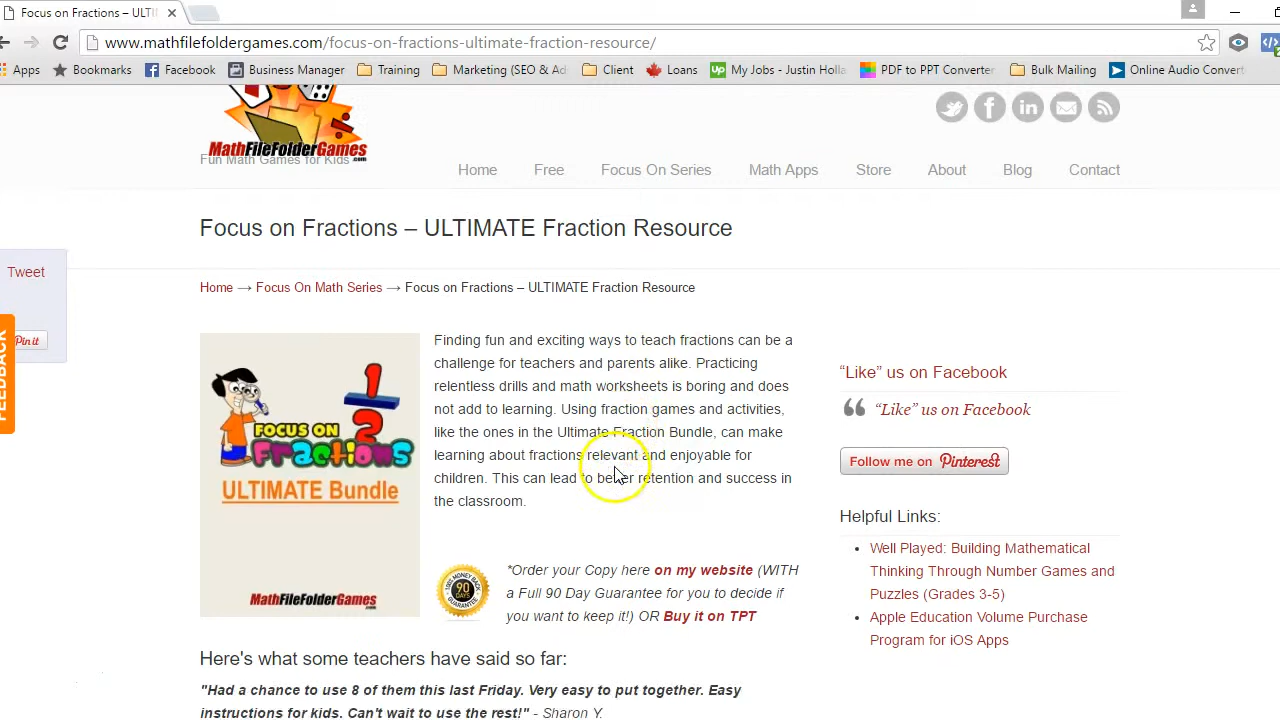 Focus on Fractions – ULTI
www.mathfilefoldergames.com/focus-on-fractions-ultimate-fraction-resource/
Apps Bookmarks Facebook Business Manager Training Marketing (SEO & Ad Client Loans My Jobs - Justin Holla PDF to PPT Converter Bulk Mailing Online Audio Convert
MathFileFolderGames.com
Fun Math Games for Kids
Home Free Focus On Series Math Apps Store About Blog Contact
Focus on Fractions – ULTIMATE Fraction Resource
Tweet
Pin it
FEEDBACK
Home → Focus On Math Series → Focus on Fractions – ULTIMATE Fraction Resource
1
2
FOCUS ON
Fractions
ULTIMATE Bundle
MathFileFolderGames.com
Finding fun and exciting ways to teach fractions can be a
challenge for teachers and parents alike. Practicing
relentless drills and math worksheets is boring and does
not add to learning. Using fraction games and activities,
like the ones in the Ultimate Fraction Bundle, can make
learning about fractions relevant and enjoyable for
children. This can lead to better retention and success in
the classroom.
90
DAYS
*Order your Copy here on my website (WITH
a Full 90 Day Guarantee for you to decide if
you want to keep it!) OR Buy it on TPT
Here's what some teachers have said so far:
"Had a chance to use 8 of them this last Friday. Very easy to put together. Easy
instructions for kids. Can't wait to use the rest!" - Sharon Y.
“Like” us on Facebook
“Like” us on Facebook
Follow me on Pinterest
Helpful Links:
Well Played: Building Mathematical
Thinking Through Number Games and
Puzzles (Grades 3-5)
Apple Education Volume Purchase
Program for iOS Apps